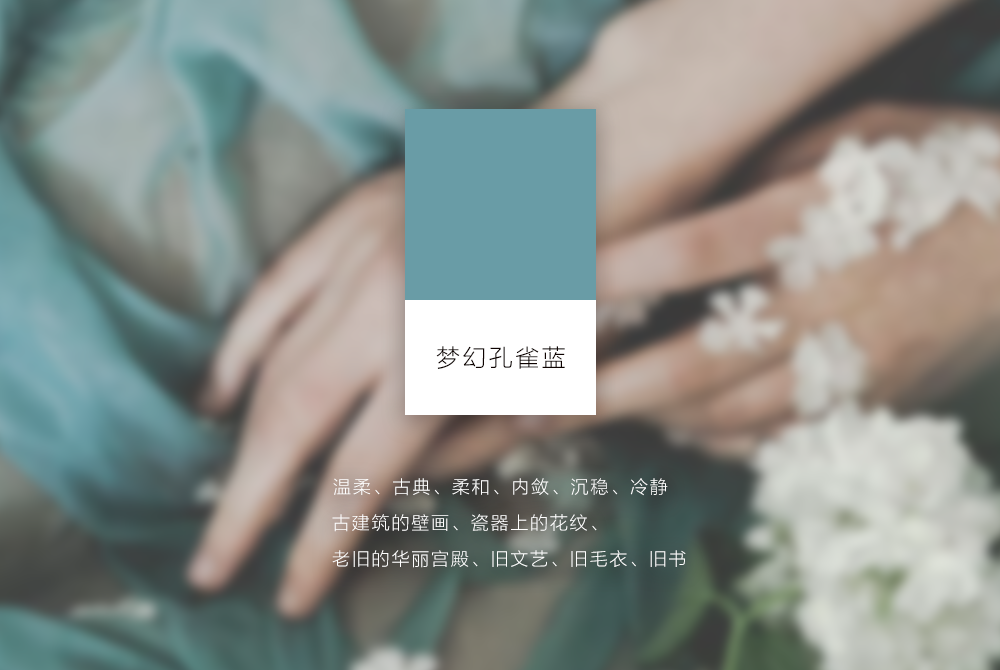 梦幻孔雀蓝
温柔、古典、柔和、内敛、沉稳、冷静
古建筑的壁画、瓷器上的花纹、
老旧的华丽宫殿、旧文艺、旧毛衣、旧书